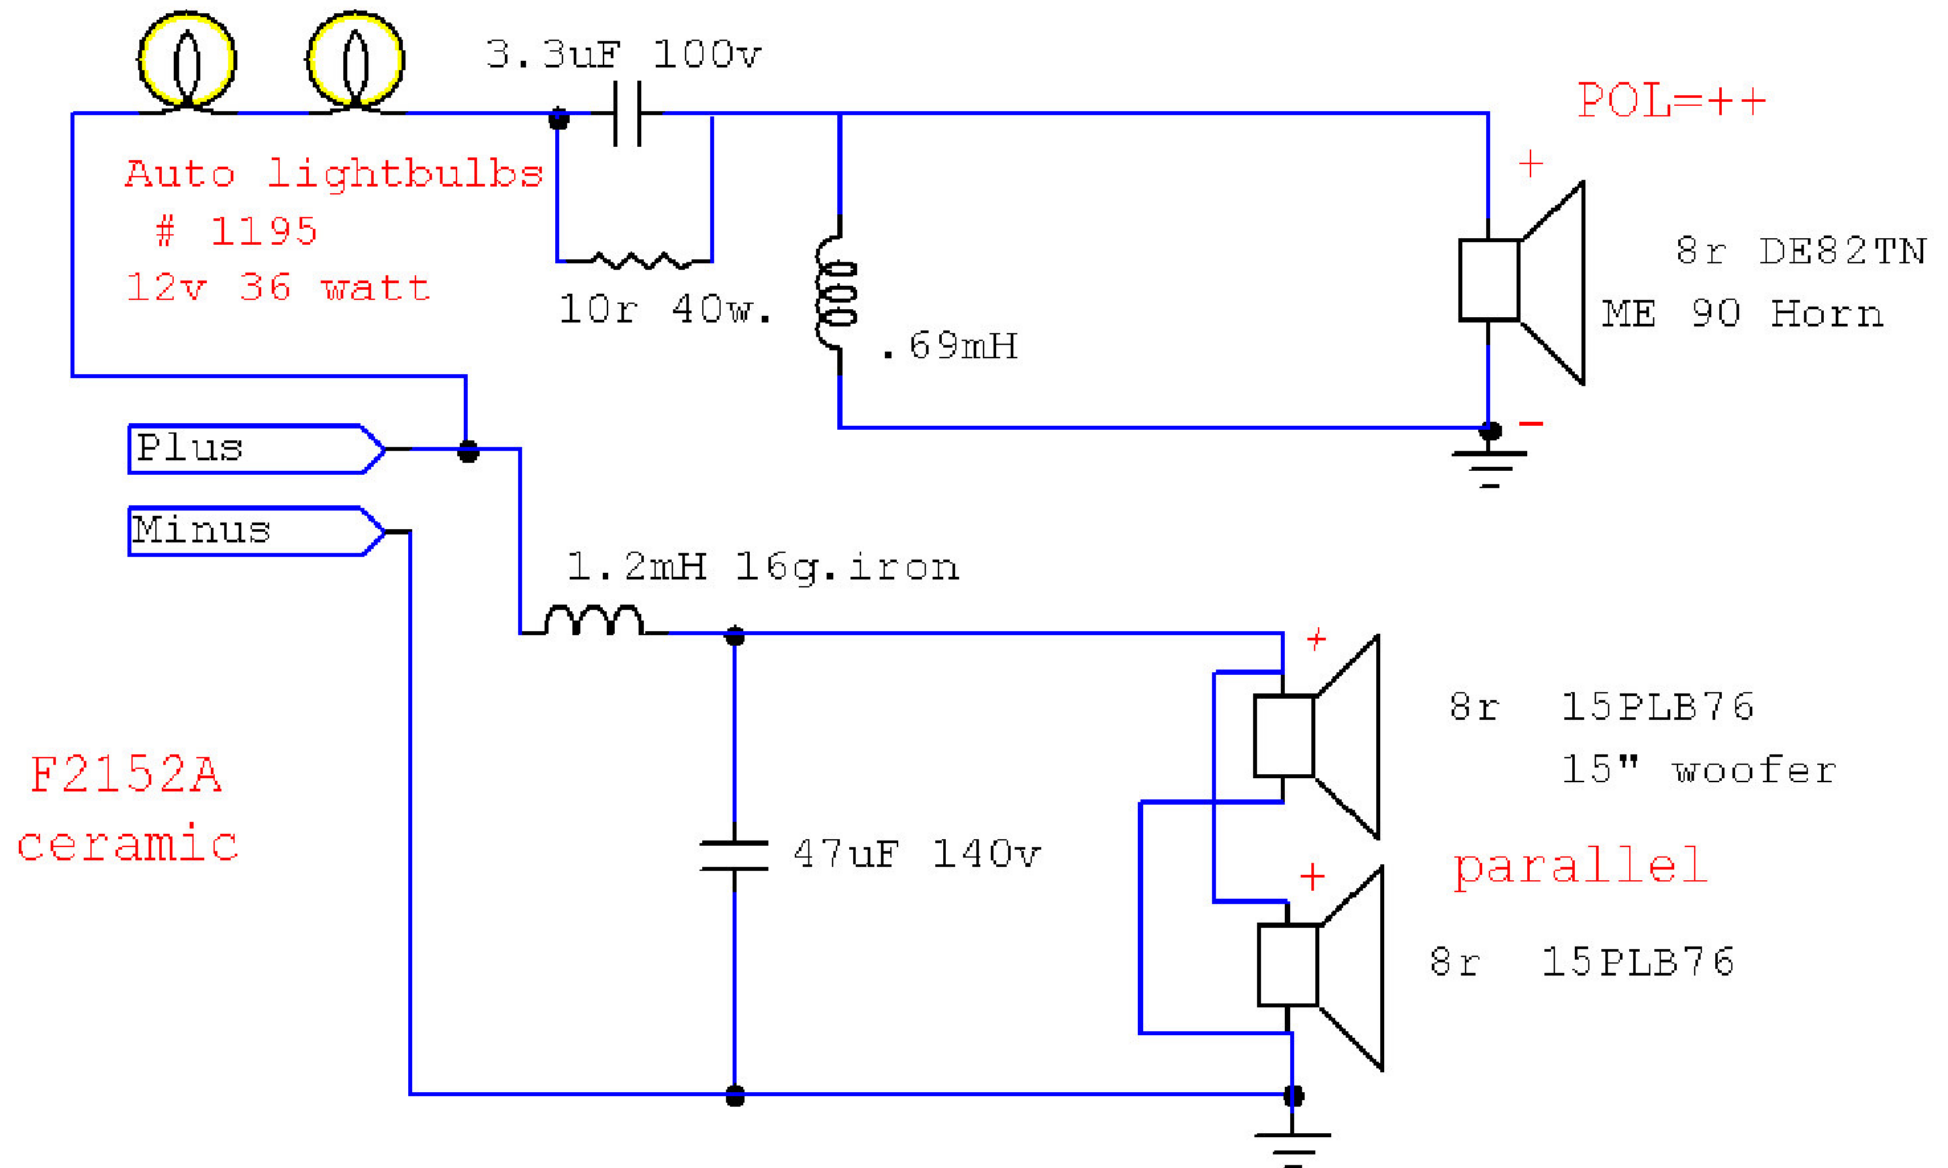 3.3uF 100v
POL=++
Auto lightbulbs
# 1195
12v 36 watt
+
10r 40w.
.69mH
8r DE82TN
ME 90 Horn
-
Plus
Minus
1.2mH 16g.iron
+
8r 15PLB76
15" woofer
F2152A
ceramic
47uF 140v
parallel
+
8r 15PLB76